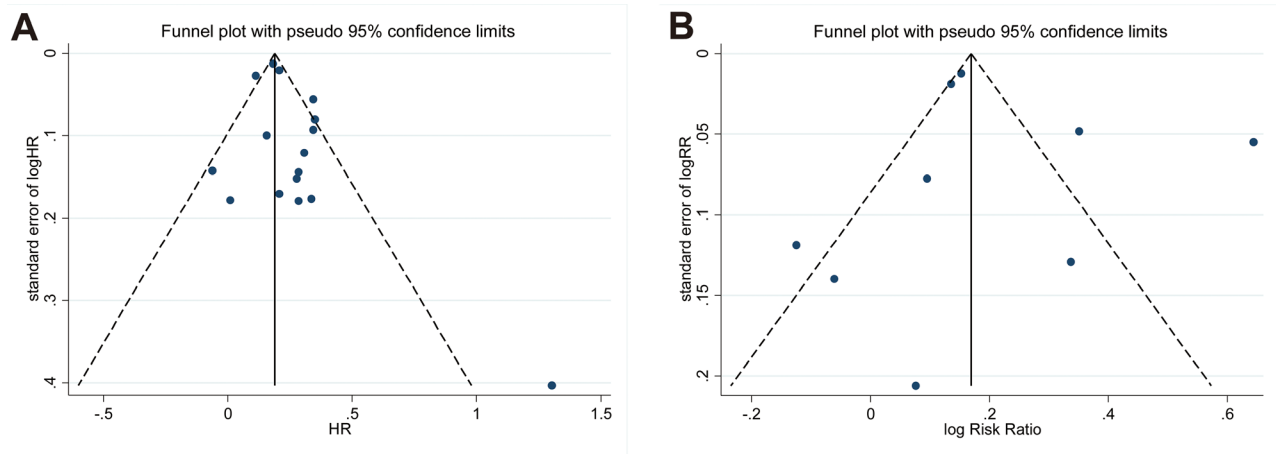 A
Funnel plot with pseudo 95% confidence limits
standard error of logHR
0
.1
.2
.3
.4
-.5
0
.5
1
1.5
HR
B
Funnel plot with pseudo 95% confidence limits
standard error of logRR
0
.05
.1
.15
.2
-.2
0
.2
.4
.6
log Risk Ratio